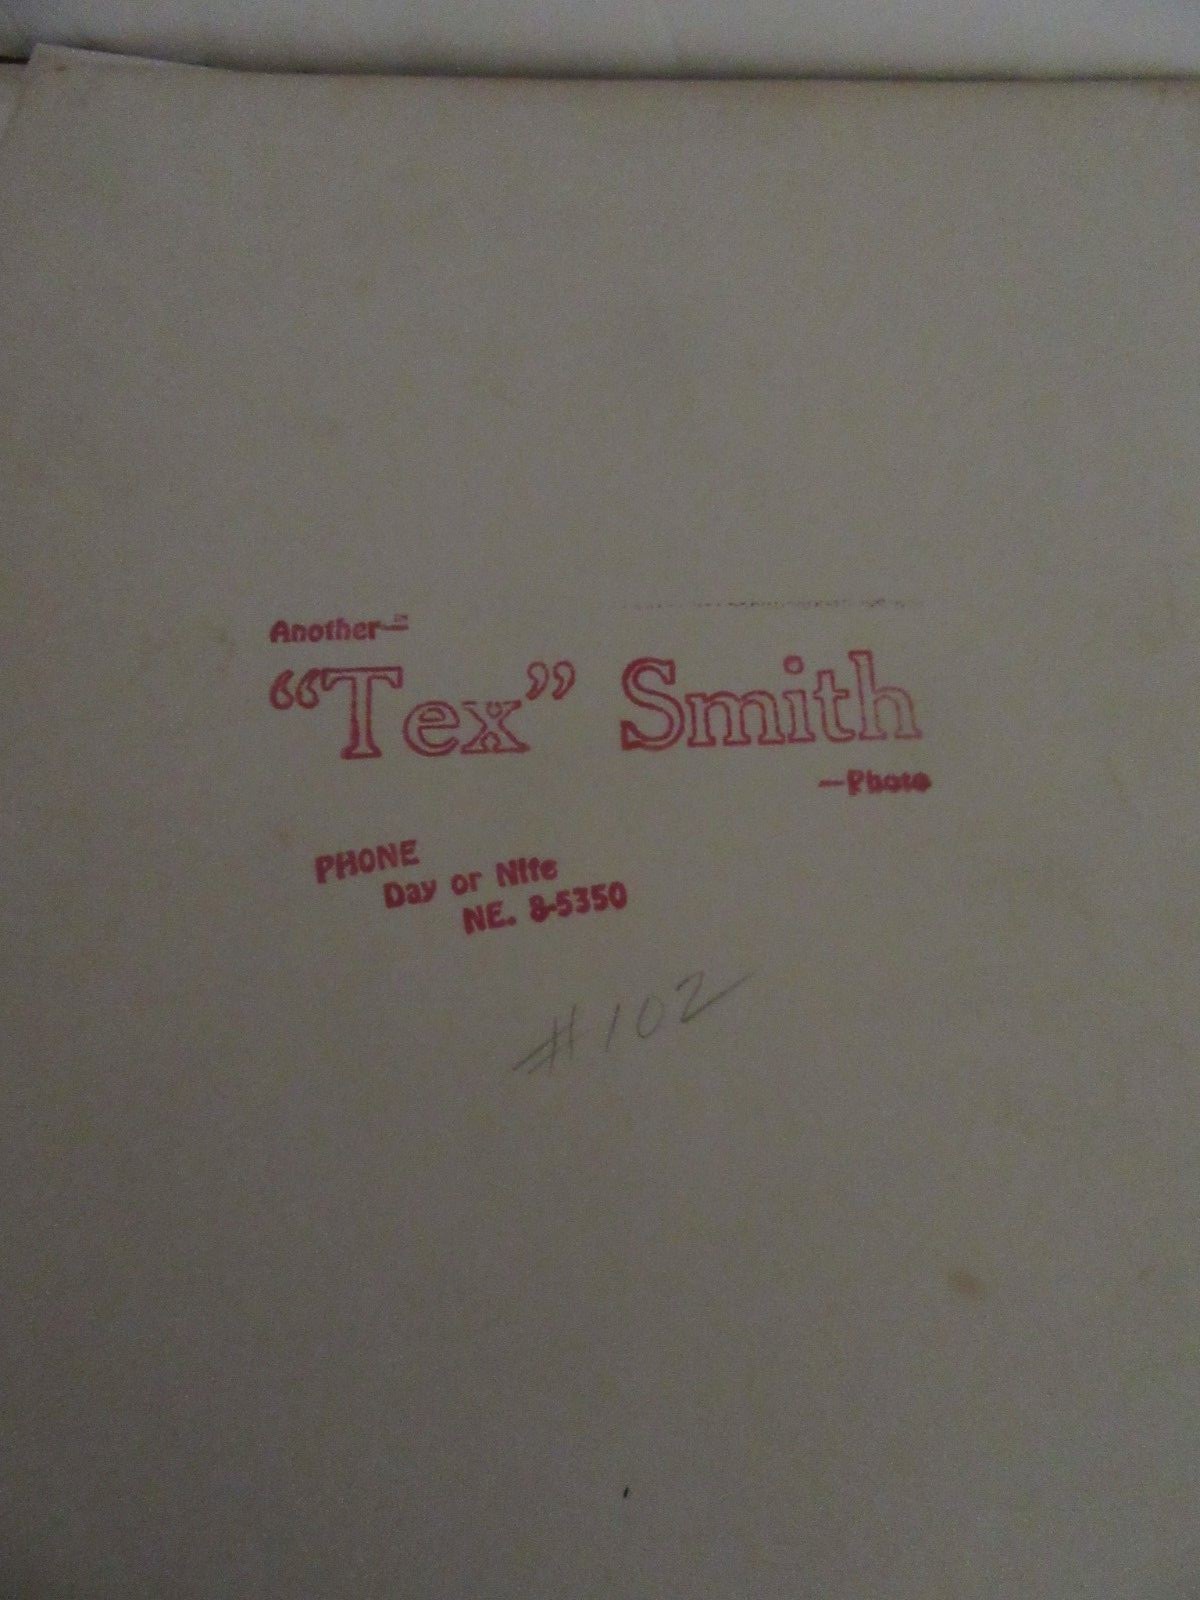 Another—
“Tex” Smith
—Photo
PHONE
Day or Nite
NE. 8-5350
#102